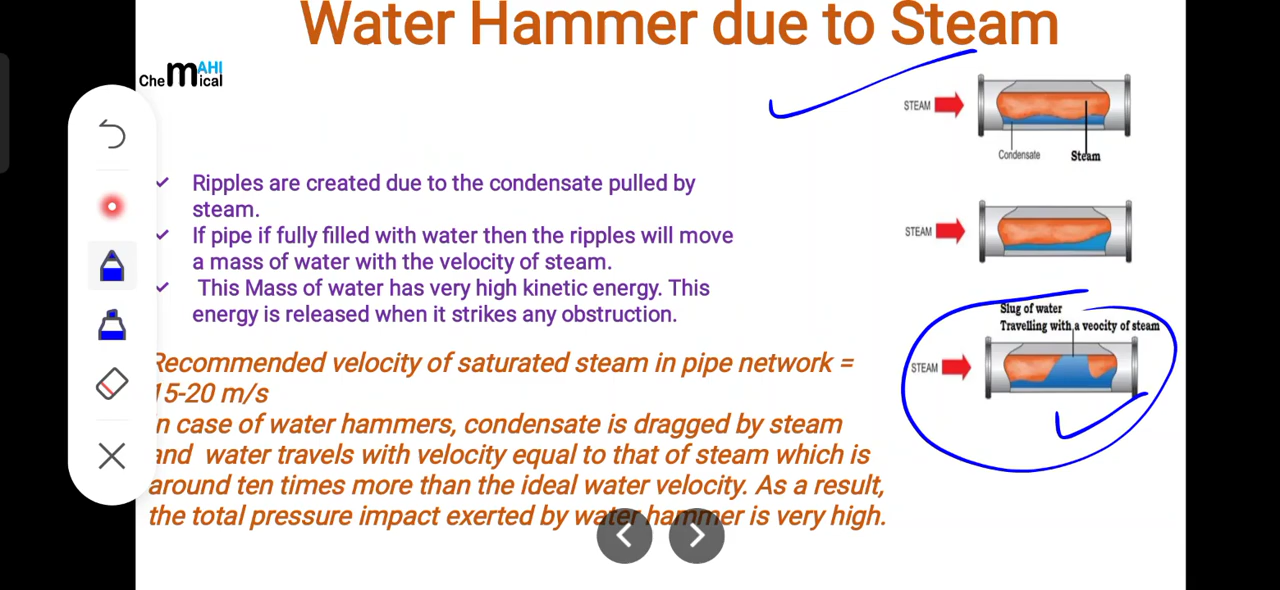 Water Hammer due to Steam
Che mAHI ical
STEAM
Condensate
Steam
Ripples are created due to the condensate pulled by
steam.
If pipe if fully filled with water then the ripples will move
a mass of water with the velocity of steam.
This Mass of water has very high kinetic energy. This
energy is released when it strikes any obstruction.
STEAM
Slug of water
Travelling with a veocity of steam
STEAM
Recommended velocity of saturated steam in pipe network =
15-20 m/s
n case of water hammers, condensate is dragged by steam
and water travels with velocity equal to that of steam which is
around ten times more than the ideal water velocity. As a result,
the total pressure impact exerted by water hammer is very high.